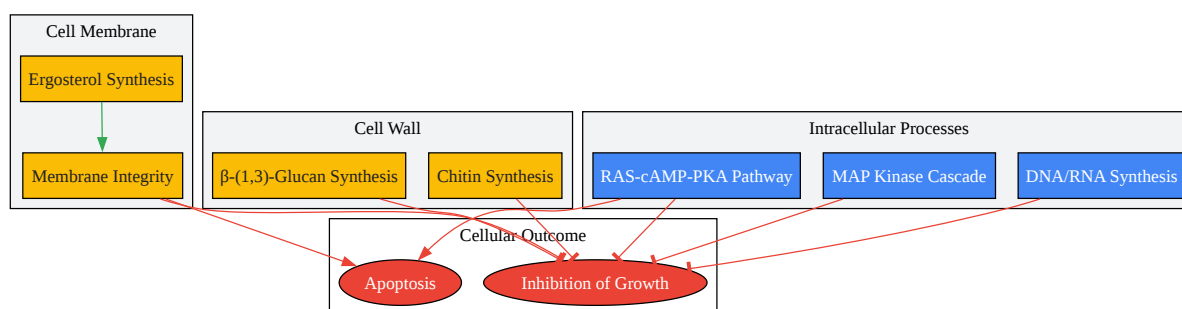 Cell Membrane
Ergosterol Synthesis
Membrane Integrity
Cell Wall
β-(1,3)-Glucan Synthesis
Chitin Synthesis
Intracellular Processes
RAS-cAMP-PKA Pathway
MAP Kinase Cascade
DNA/RNA Synthesis
Cellular Outcome
Apoptosis
Inhibition of Growth